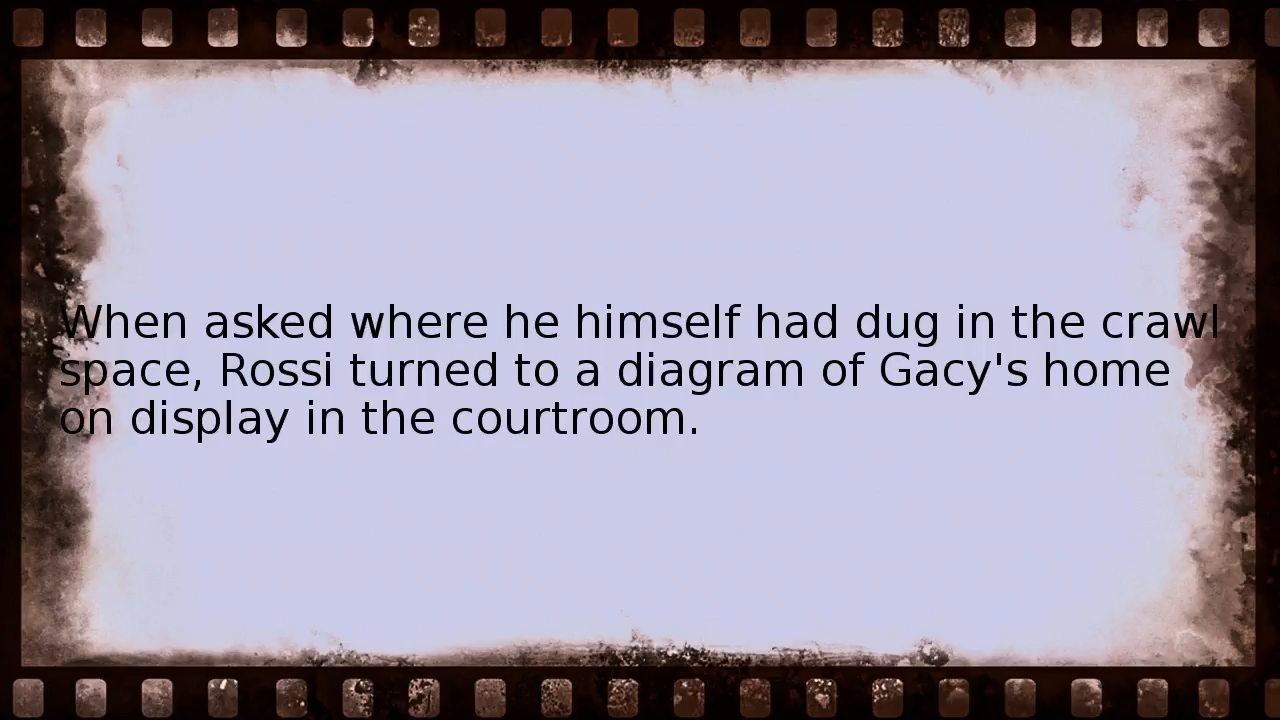 When asked where he himself had dug in the crawl
space, Rossi turned to a diagram of Gacy's home
on display in the courtroom.